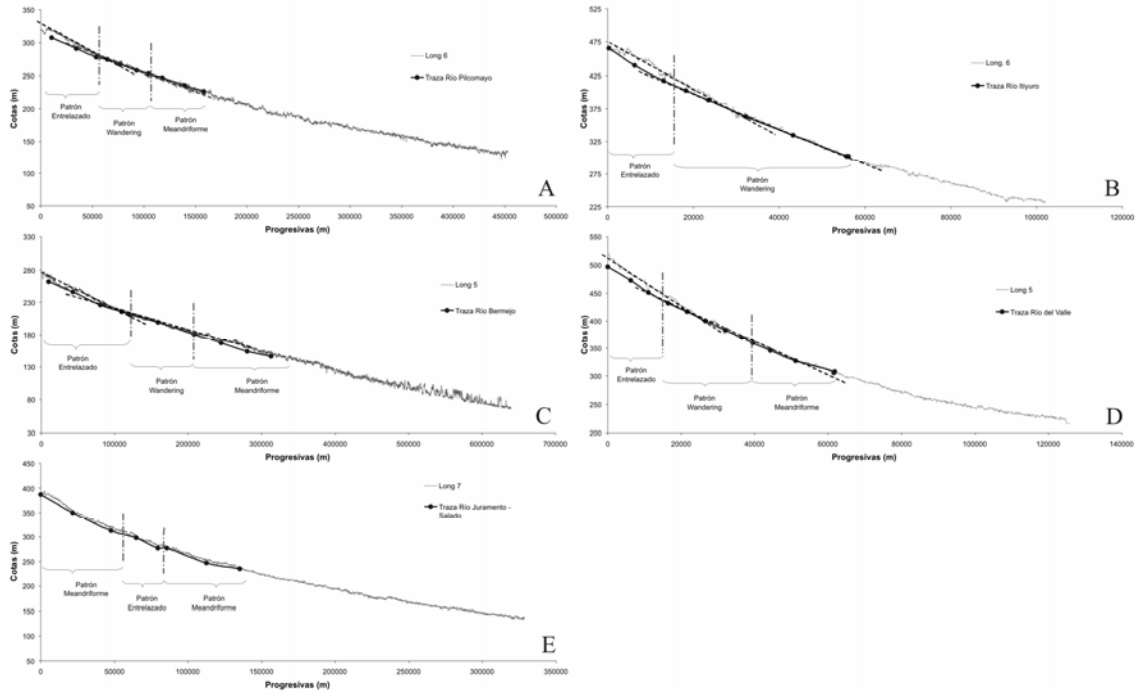 350
300
250
200
150
100
50
Cotas (m)
Long 6
Traza Río Pilcomayo
Patrón
Entrelazado
Patrón
Wandering
Patrón
Meandriforme
A
0 50000 100000 150000 200000 250000 300000 350000 400000 450000 500000
Progresivas (m)
475
425
375
325
275
225
Cotas (m)
Long. 6
Traza Río Itiyuro
Patrón
Entrelazado
Patrón
Wandering
B
0 20000 40000 60000 80000 100000 120000
Progresivas (m)
280
230
180
130
80
30
Cotas (m)
Long 5
Traza Río Bermejo
Patrón
Entrelazado
Patrón
Wandering
Patrón
Meandriforme
C
0 100000 200000 300000 400000 500000 600000 700000
Progresivas (m)
550
500
450
400
350
300
250
200
Cotas (m)
Long 5
Traza Río del Valle
Patrón
Entrelazado
Patrón
Wandering
Patrón
Meandriforme
D
0 20000 40000 60000 80000 100000 120000 140000
Progresivas (m)
450
400
350
300
250
200
150
100
50
Cotas (m)
Long 7
Traza Río Juramento -
Salado
Patrón
Meandriforme
Patrón
Entrelazado
Patrón
Meandriforme
E
0 50000 100000 150000 200000 250000 300000 350000
Progresivas (m)